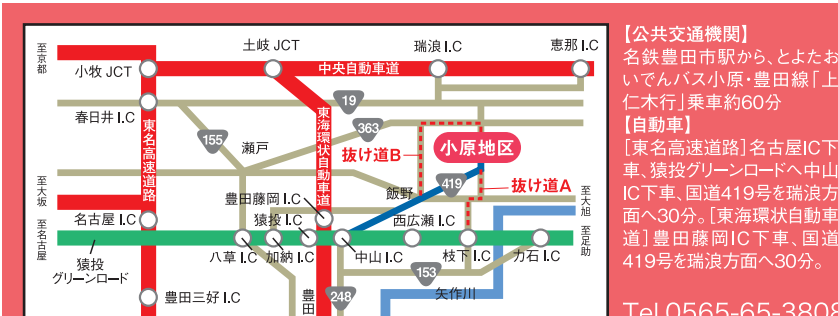 至京都
小牧 JCT
土岐 JCT
瑞浪 I.C
恵那 I.C
中央自動車道
19
春日井 I.C
東名高速道路
155
瀬戸
363
東海環状自動車道
抜け道B
小原地区
419
抜け道A
至大坂
豊田藤岡 I.C
飯野
至大旭
名古屋 I.C
猿投 I.C
西広瀬 I.C
至名古屋
至足助
猿投
グリーンロード
八草 I.C
加納 I.C
中山 I.C
枝下 I.C
力石 I.C
153
豊田三好 I.C
豊田
248
矢作川
【公共交通機関】
名鉄豊田市駅から、とよたお
いでんバス小原・豊田線「上
仁木行」乗車約60分
【自動車】
[東名高速道路]名古屋IC下
車、猿投グリーンロードへ中山
IC下車、国道419号を瑞浪方
面へ30分。[東海環状自動車
道]豊田藤岡IC下車、国道
419号を瑞浪方面へ30分。
Tel.0565-65-3808